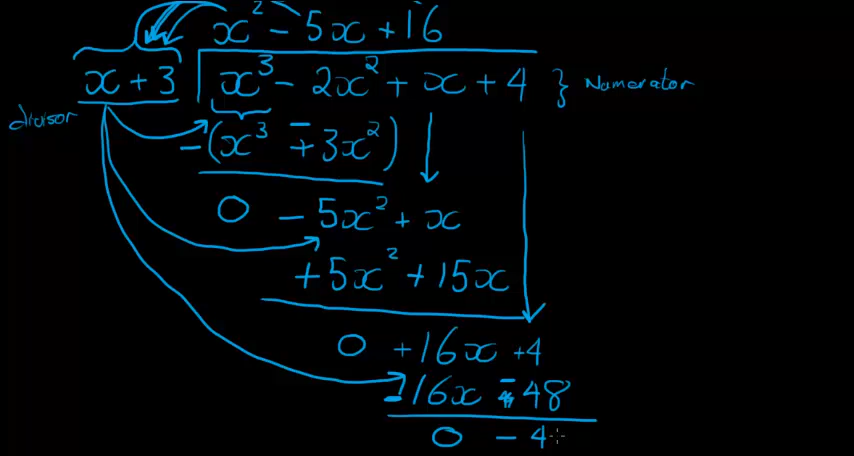 x² - 5x + 16
x + 3 x³ - 2x² + x + 4 } Numerator
divisor
-(x³ - 3x²)
0 - 5x² + x
+5x² + 15x
0 + 16x + 4
-16x - 48
0 - 4